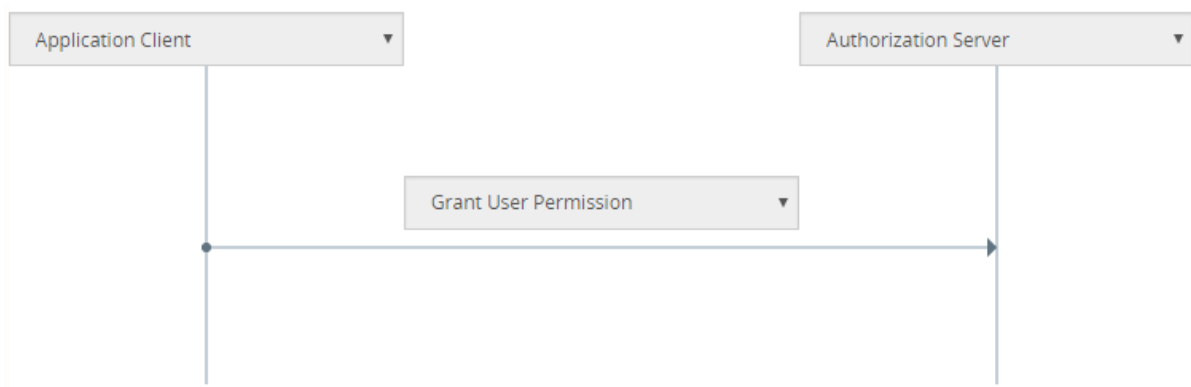 Application Client
Authorization Server
Grant User Permission